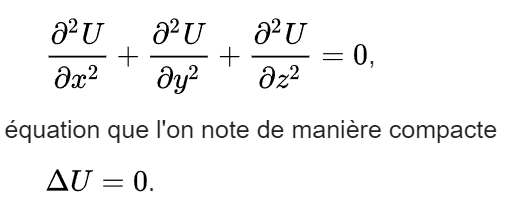 ∂²U/∂x² + ∂²U/∂y² + ∂²U/∂z² = 0,
équation que l'on note de manière compacte
ΔU = 0.